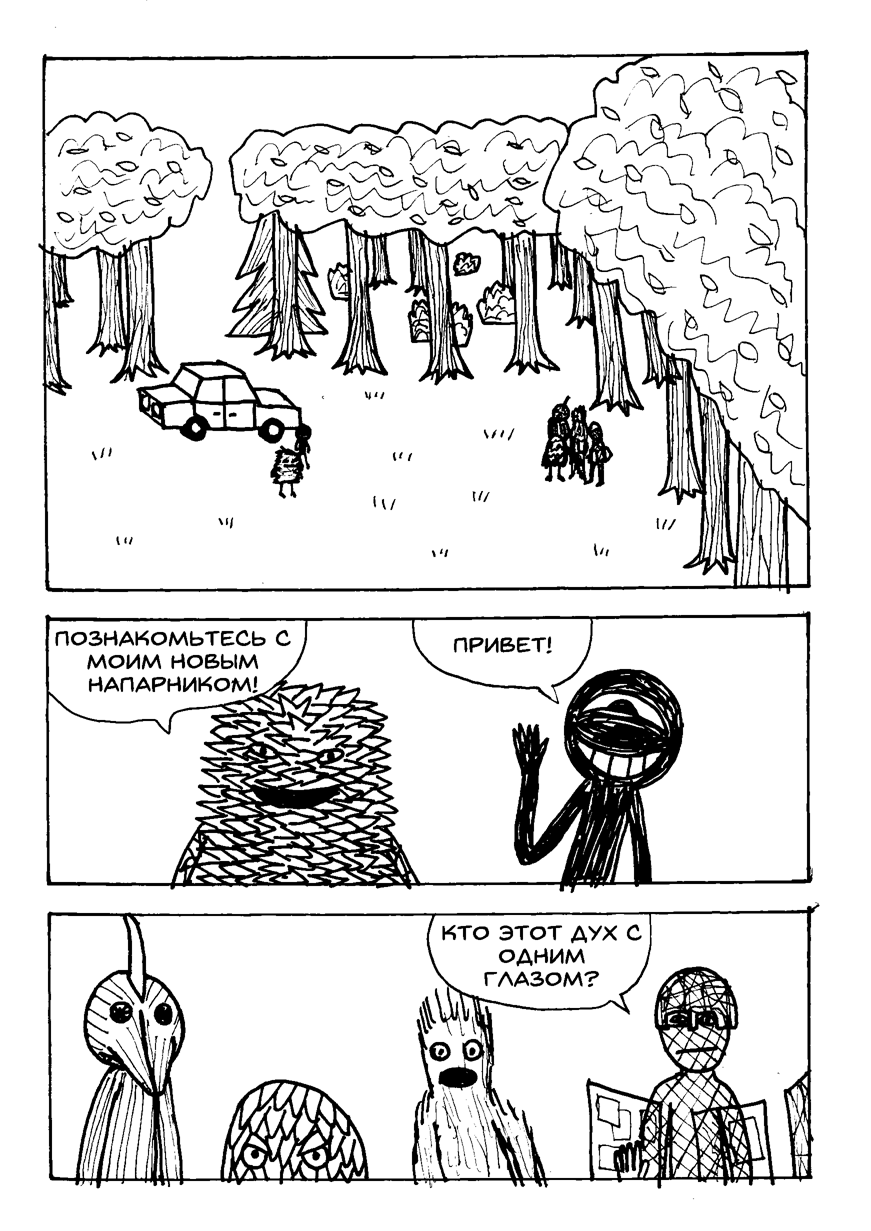 ПОЗНАКОМЬТЕСЬ С
МОИМ НОВЫМ
НАПАРНИКОМ!
ПРИВЕТ!
КТО ЭТОТ ДУХ С
ОДНИМ
ГЛАЗОМ?